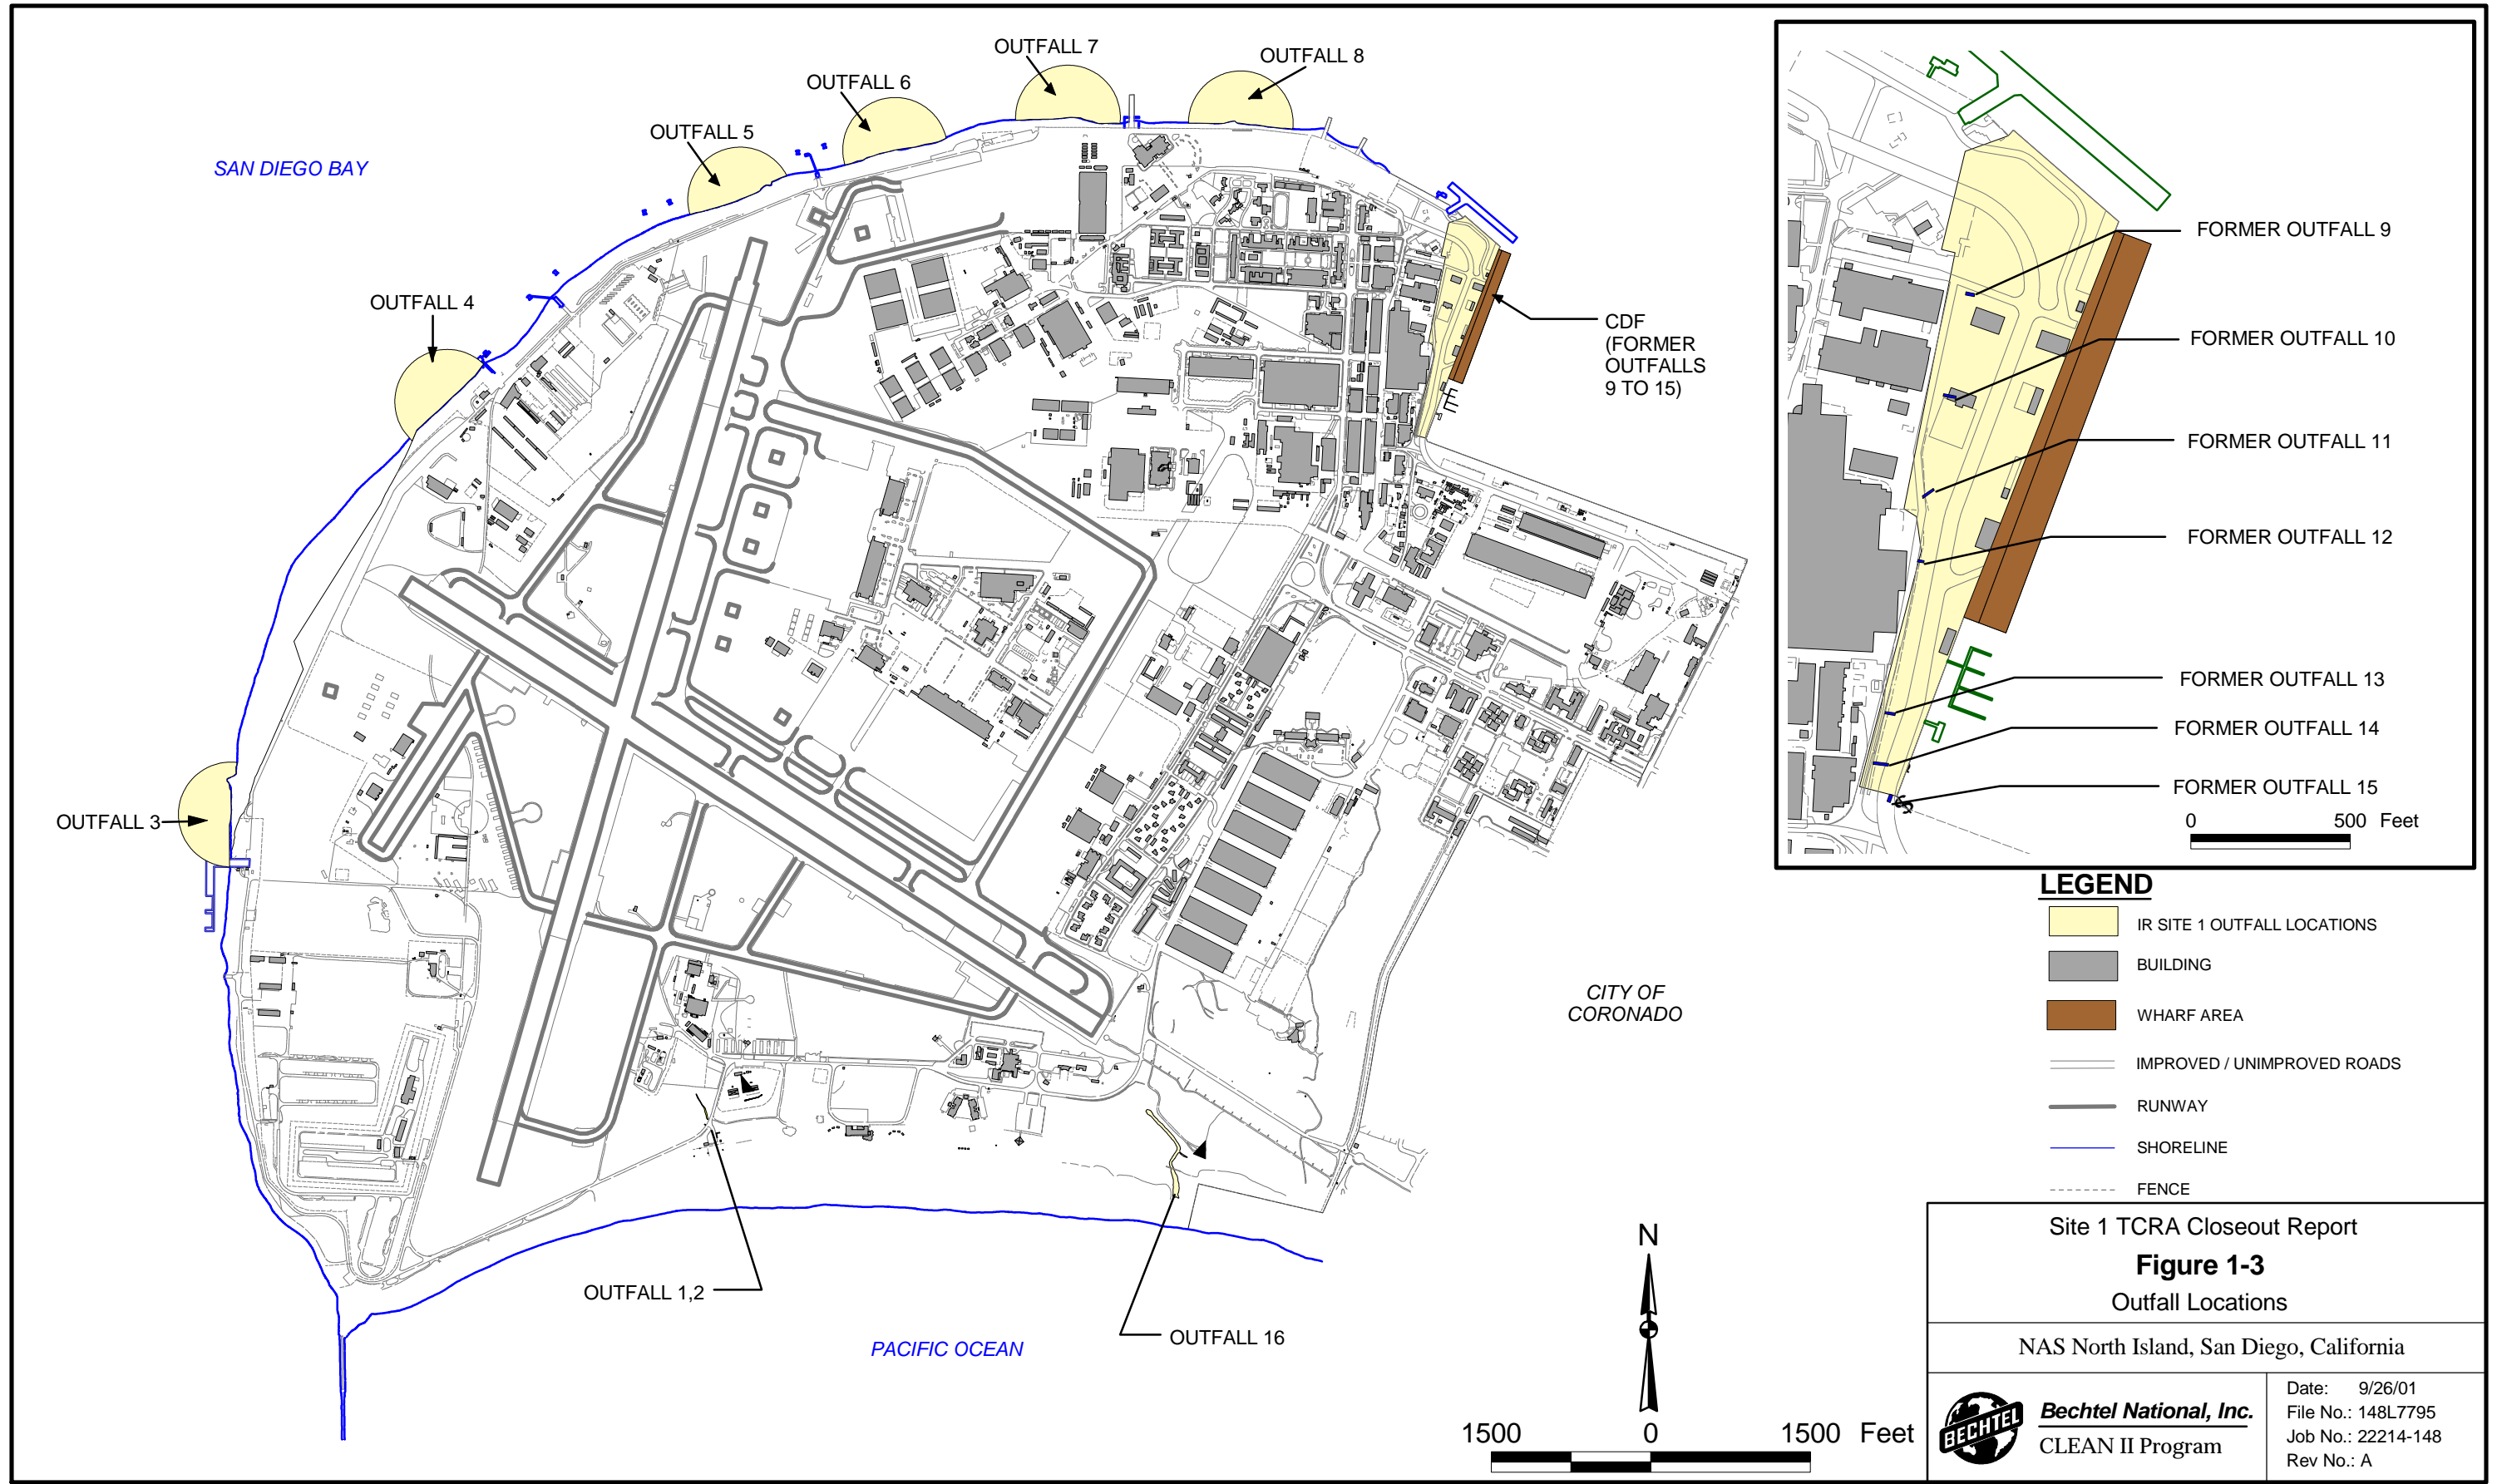 OUTFALL 7
OUTFALL 8
OUTFALL 6
OUTFALL 5
SAN DIEGO BAY
OUTFALL 4
OUTFALL 3
CDF
(FORMER
OUTFALLS
9 TO 15)
CITY OF
CORONADO
OUTFALL 1,2
OUTFALL 16
PACIFIC OCEAN
N
1500 0 1500 Feet
FORMER OUTFALL 9
FORMER OUTFALL 10
FORMER OUTFALL 11
FORMER OUTFALL 12
FORMER OUTFALL 13
FORMER OUTFALL 14
FORMER OUTFALL 15
0 500 Feet
LEGEND
IR SITE 1 OUTFALL LOCATIONS
BUILDING
WHARF AREA
IMPROVED / UNIMPROVED ROADS
RUNWAY
SHORELINE
FENCE
Site 1 TCRA Closeout Report
Figure 1-3
Outfall Locations
NAS North Island, San Diego, California
BECHTEL
Bechtel National, Inc.
CLEAN II Program
Date: 9/26/01
File No.: 148L7795
Job No.: 22214-148
Rev No.: A